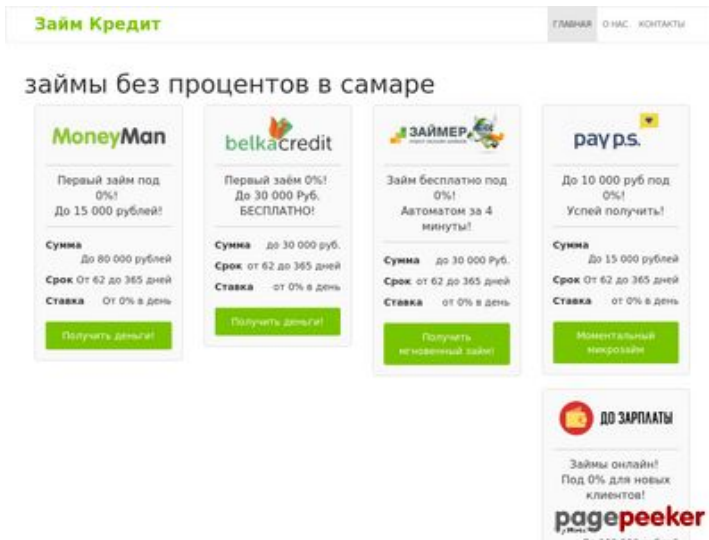 Займ Кредит
ГЛАВНАЯ О НАС КОНТАКТЫ
займы без процентов в самаре
MoneyMan
Первый займ под
0%!
До 15 000 рублей!
Сумма
До 80 000 рублей
Срок От 62 до 365 дней
Ставка От 0% в день
Получить деньги!
belkacredit
Первый заём 0%!
До 30 000 Руб.
БЕСПЛАТНО!
Сумма до 30 000 руб.
Срок от 62 до 365 дней
Ставка от 0% в день
Получить деньги!
ЗАЙМЕР
Займ бесплатно под
0%!
Автоматом за 4
минуты!
Сумма до 30 000 Руб.
Срок от 62 до 365 дней
Ставка от 0% в день
Получить
мгновенный займ!
pay p.s.
До 10 000 руб под
0%!
Успей получить!
Сумма
До 15 000 рублей
Срок От 62 до 365 дней
Ставка От 0% в день
Моментальный
микрозайм
ДО ЗАРПЛАТЫ
Займы онлайн!
Под 0% для новых
клиентов!
pagepeeker